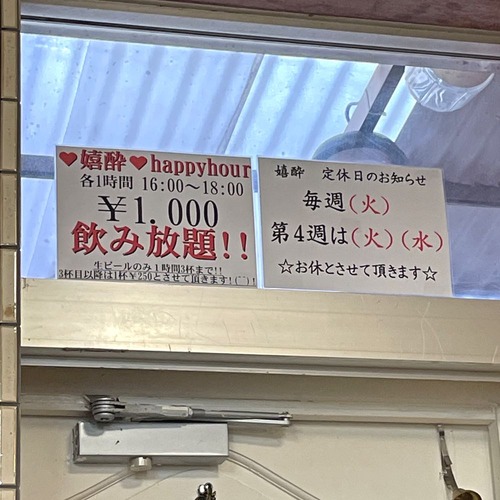 ♥嬉酔♥happyhour
各1時間 16:00〜18:00
¥1.000
飲み放題!!
生ビールのみ1時間3杯まで!!
3杯目以降は1杯¥250とさせて頂きます!(^^)!
嬉酔 定休日のお知らせ
毎週(火)
第4週は(火)(水)
☆お休とさせて頂きます☆